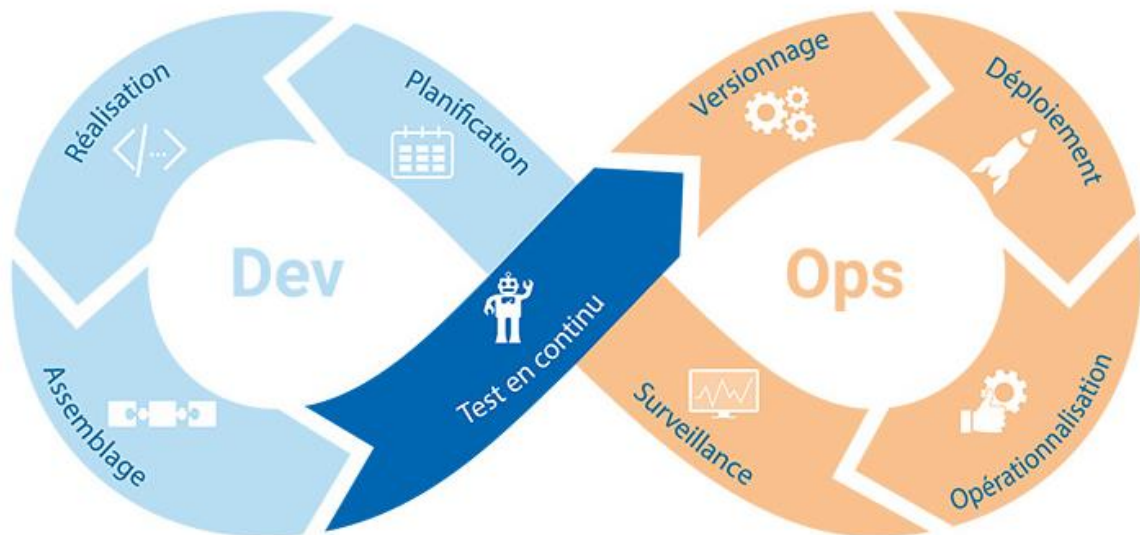 Réalisation
Planification
Versionnage
Déploiement
Dev
Ops
Assemblage
Test en continu
Surveillance
Opérationnalisation